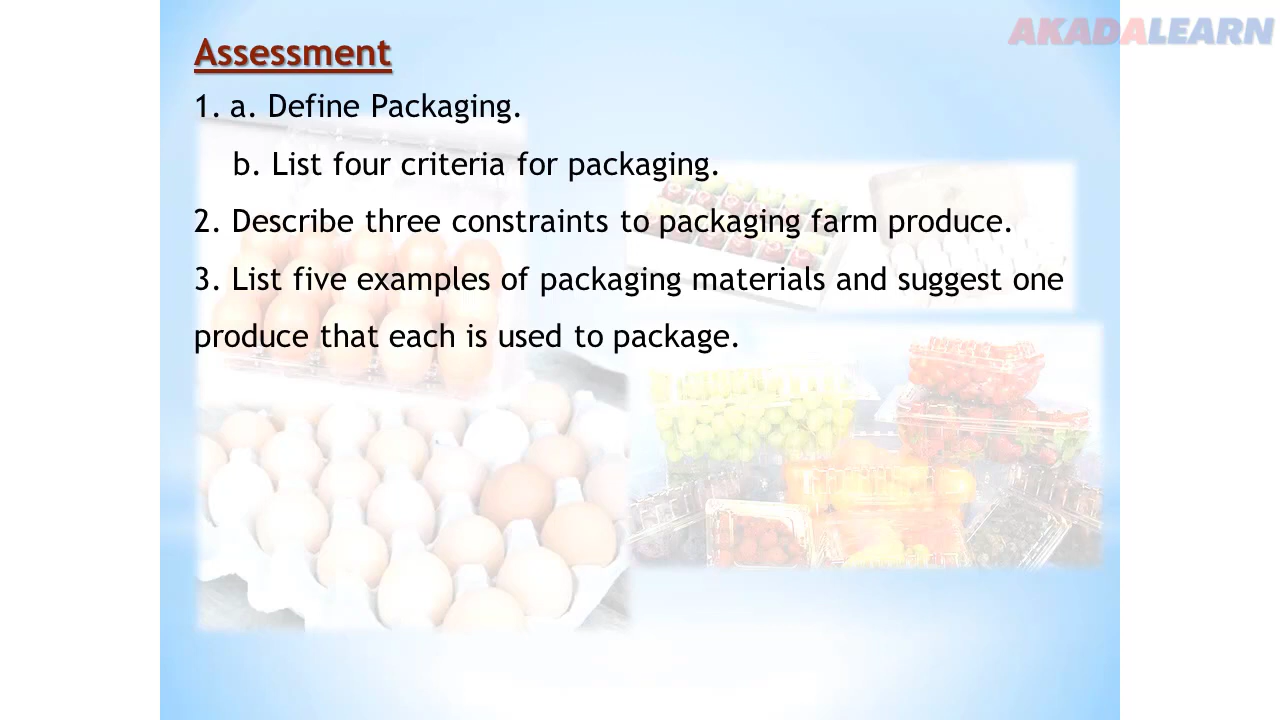 AKADALEARN
Assessment
1. a. Define Packaging.
b. List four criteria for packaging.
2. Describe three constraints to packaging farm produce.
3. List five examples of packaging materials and suggest one
produce that each is used to package.